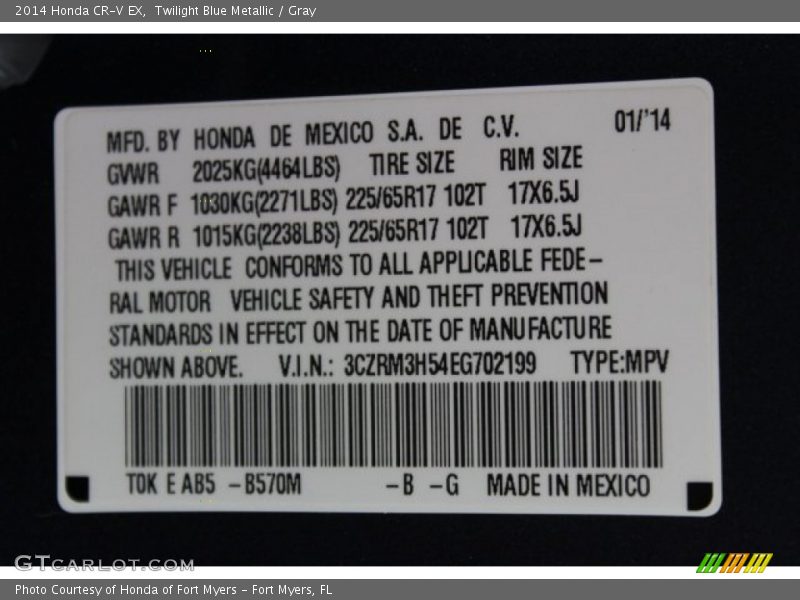 2014 Honda CR-V EX, Twilight Blue Metallic / Gray
MFD. BY HONDA DE MEXICO S.A. DE C.V. 01/'14
GVWR 2025KG(4464LBS) TIRE SIZE RIM SIZE
GAWR F 1030KG(2271LBS) 225/65R17 102T 17X6.5J
GAWR R 1015KG(2238LBS) 225/65R17 102T 17X6.5J
THIS VEHICLE CONFORMS TO ALL APPLICABLE FEDE-
RAL MOTOR VEHICLE SAFETY AND THEFT PREVENTION
STANDARDS IN EFFECT ON THE DATE OF MANUFACTURE
SHOWN ABOVE. V.I.N.: 3CZRM3H54EG702199 TYPE:MPV
TOK E AB5 -B570M -B -G MADE IN MEXICO
GTCARLOT.COM
Photo Courtesy of Honda of Fort Myers - Fort Myers, FL